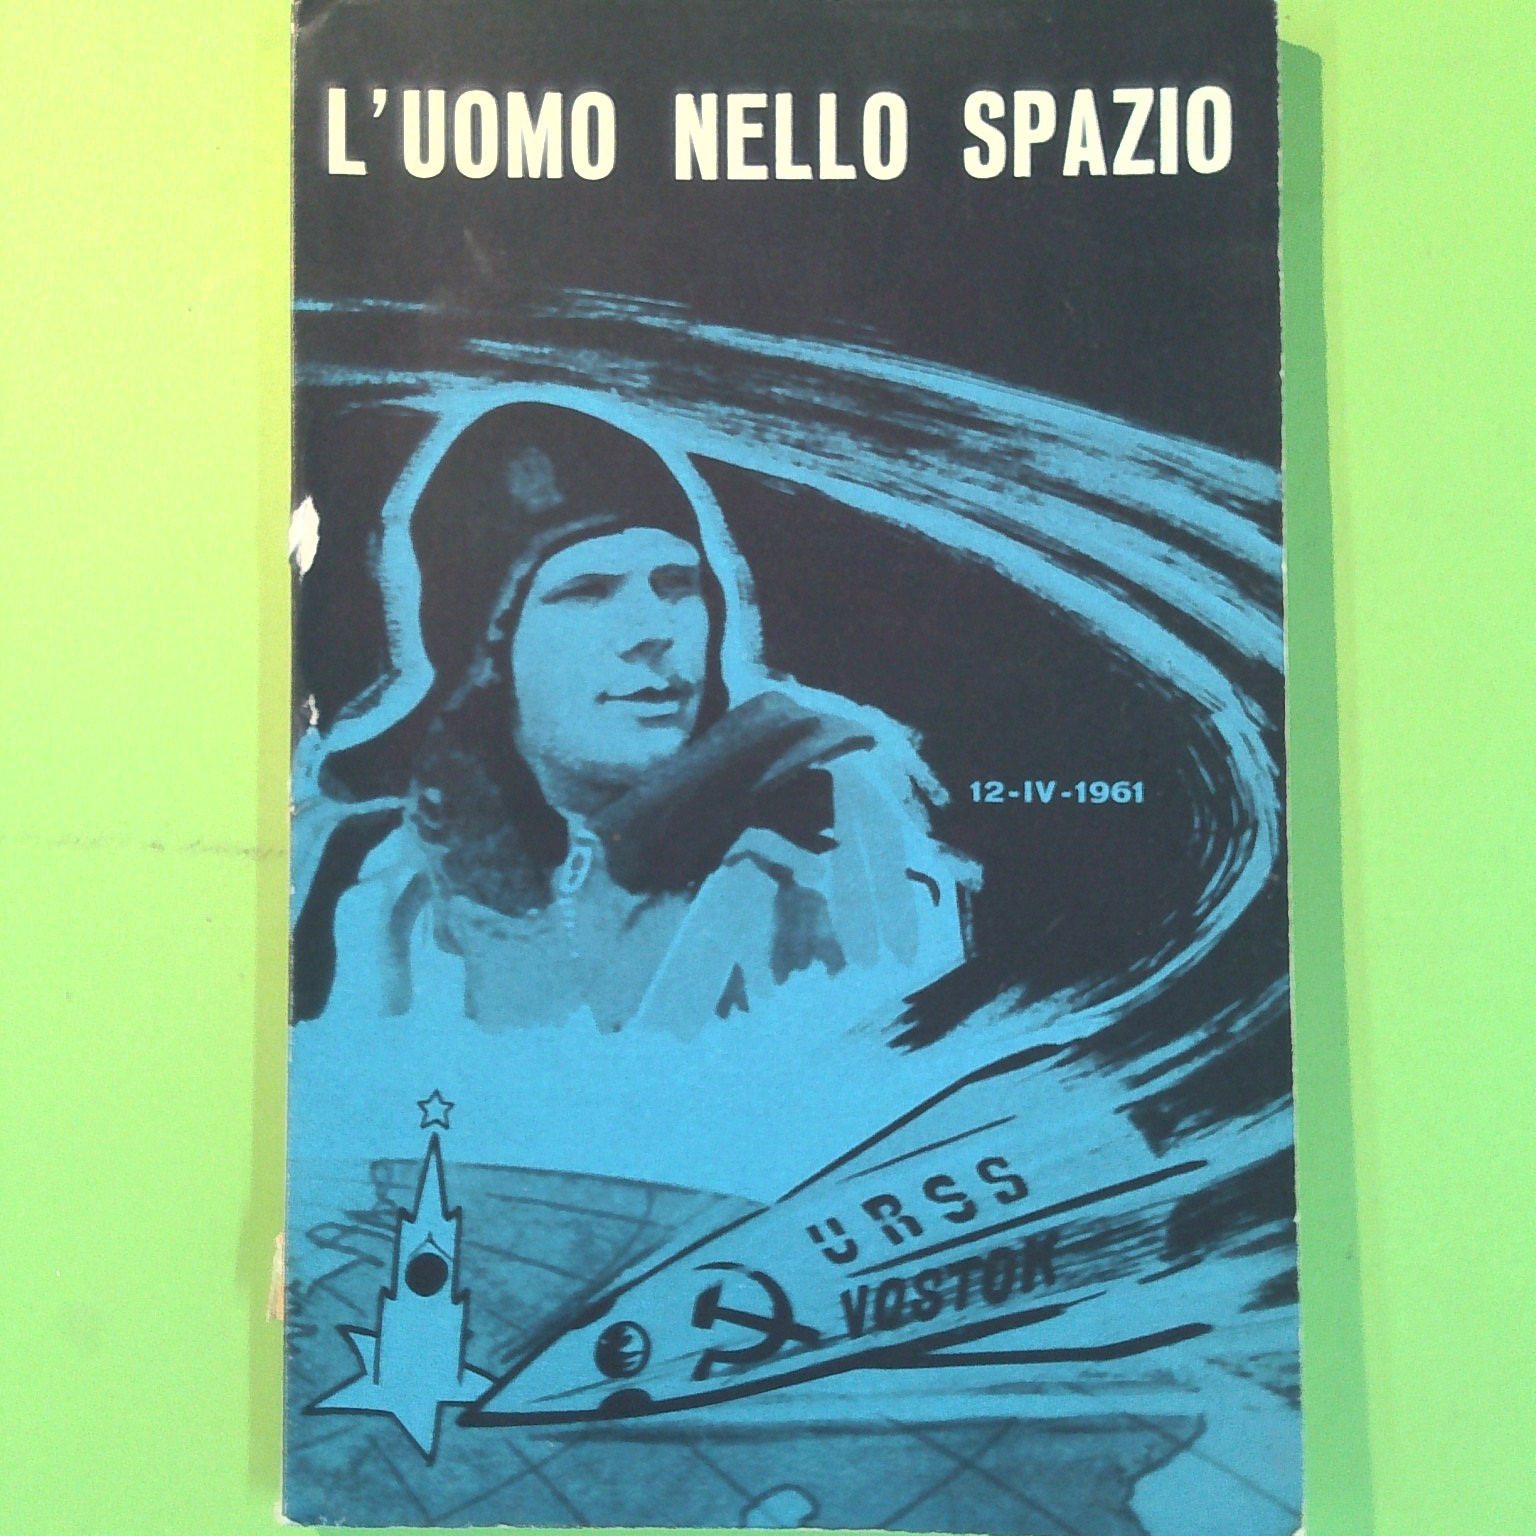 L'UOMO NELLO SPAZIO
12-IV-1961
URSS
VOSTOK